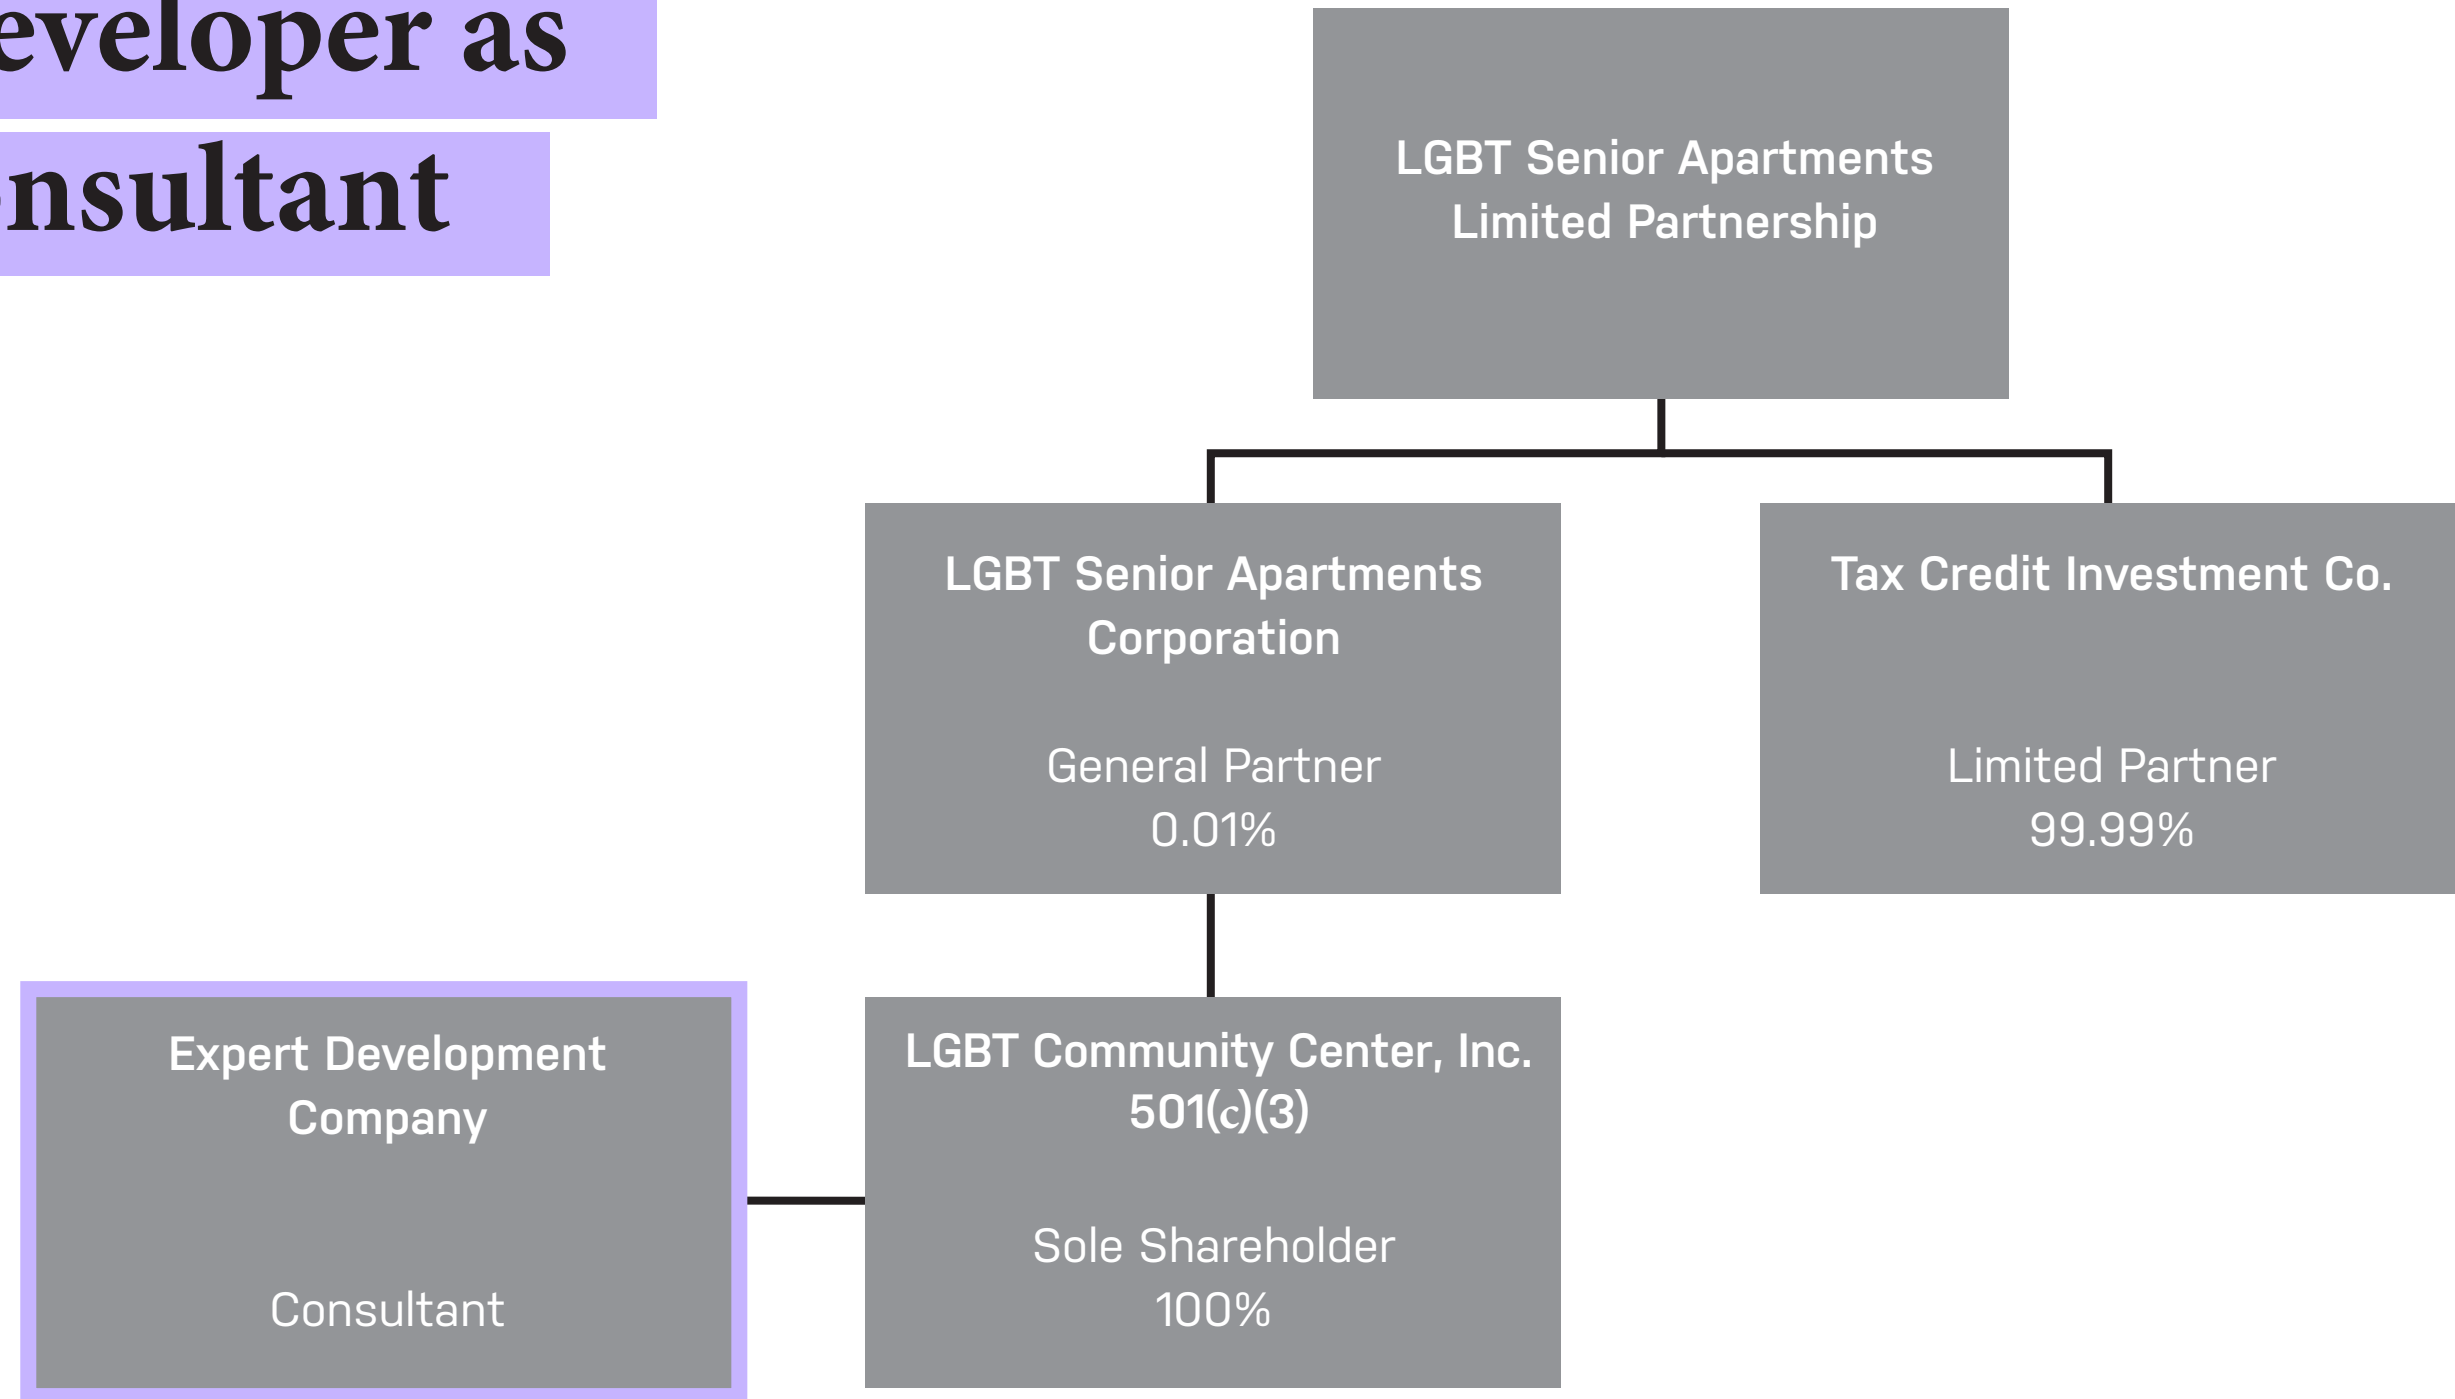 eveloper as
onsultant
LGBT Senior Apartments
Limited Partnership
LGBT Senior Apartments
Corporation
General Partner
0.01%
Tax Credit Investment Co.
Limited Partner
99.99%
Expert Development
Company
Consultant
LGBT Community Center, Inc.
501(c)(3)
Sole Shareholder
100%